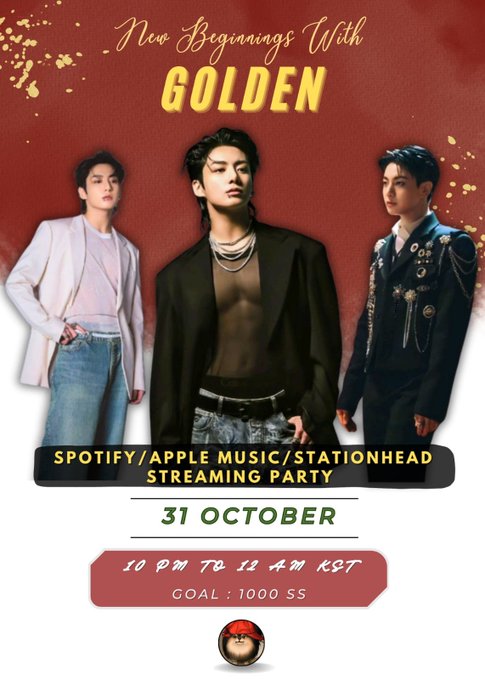 New Beginnings With
GOLDEN
SPOTIFY/APPLE MUSIC/STATIONHEAD
STREAMING PARTY
31 OCTOBER
10 PM TO 12 AM KST
GOAL : 1000 SS